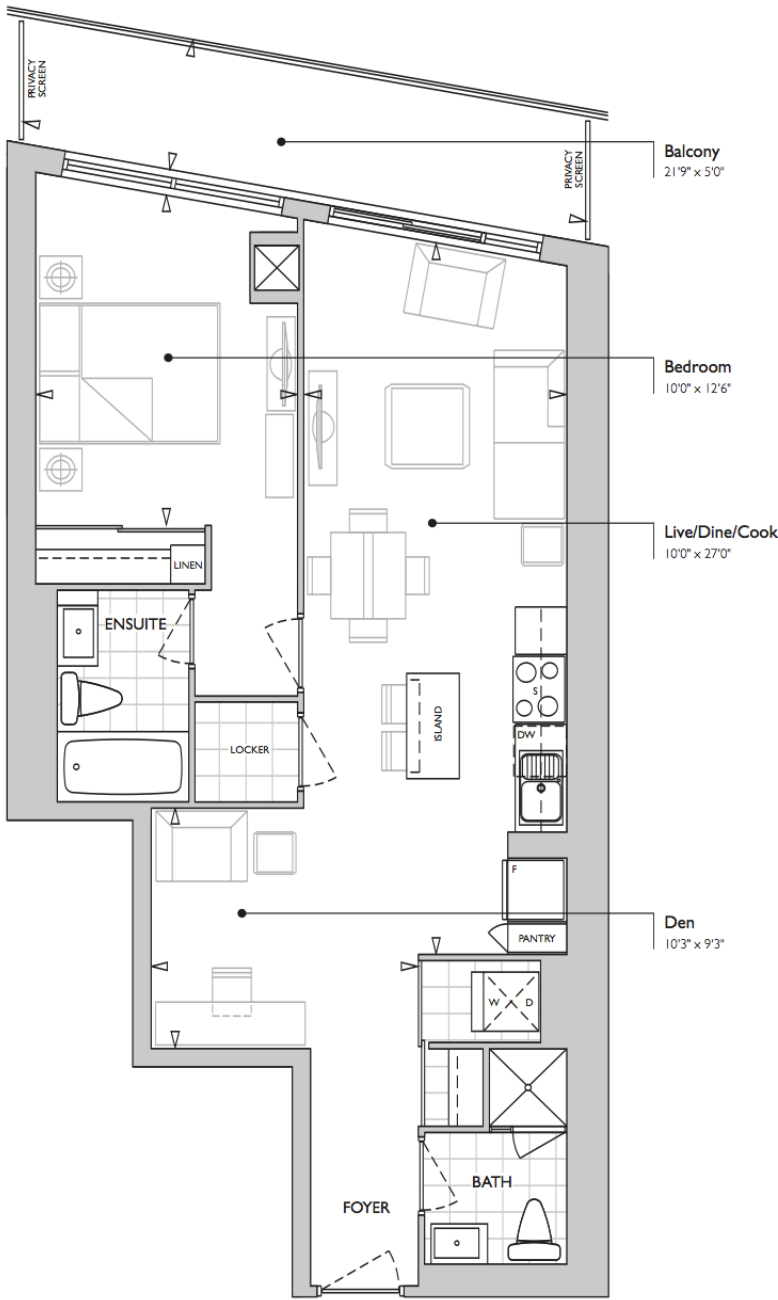 PRIVACY
SCREEN
PRIVACY
SCREEN
Balcony
21'9" x 5'0"
Bedroom
10'0" x 12'6"
Live/Dine/Cook
10'0" x 27'0"
LINEN
ENSUITE
S
ISLAND
DW
LOCKER
F
Den
10'3" x 9'3"
PANTRY
W D
BATH
FOYER